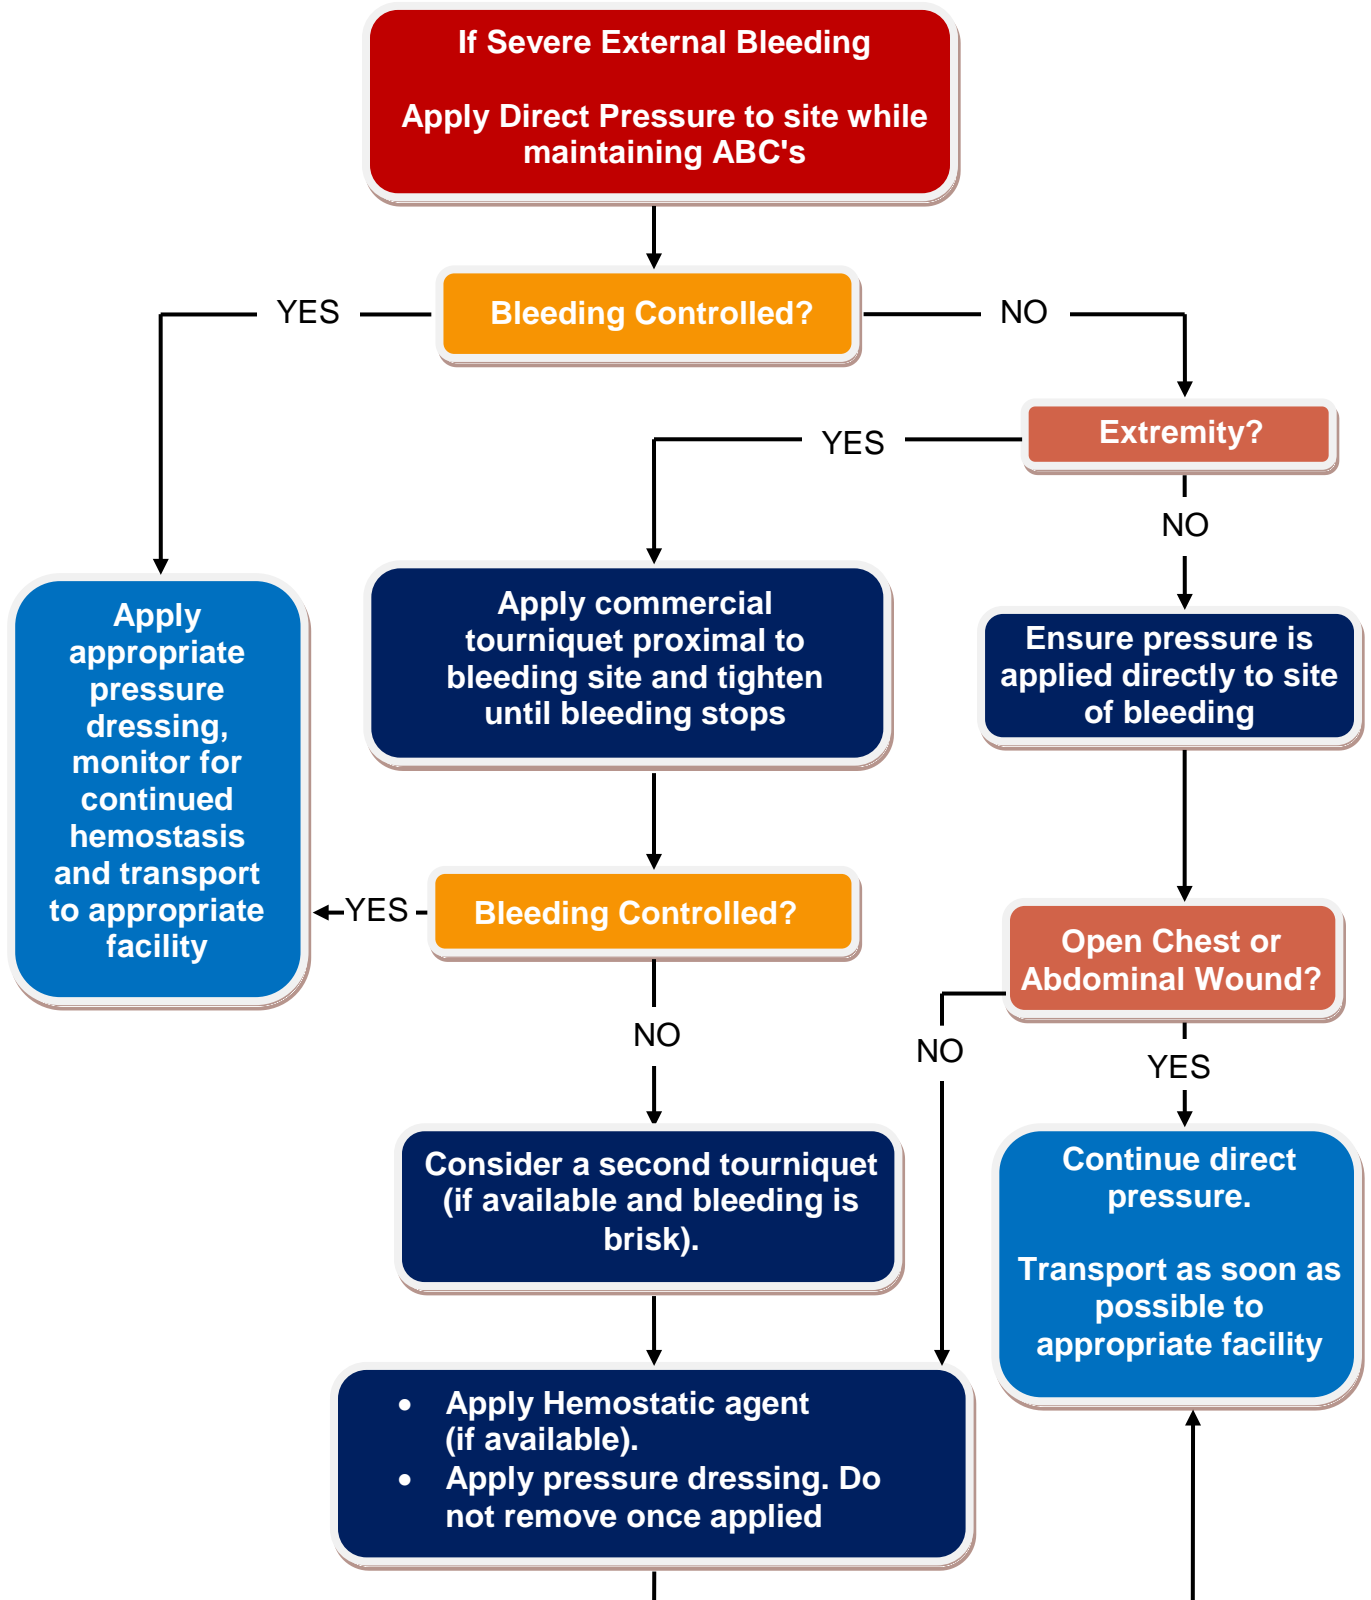 If Severe External Bleeding
Apply Direct Pressure to site while
maintaining ABC's
YES
Bleeding Controlled?
NO
Extremity?
YES
NO
Apply
appropriate
pressure
dressing,
monitor for
continued
hemostasis
and transport
to appropriate
facility
Apply commercial
tourniquet proximal to
bleeding site and tighten
until bleeding stops
Ensure pressure is
applied directly to site
of bleeding
YES
Bleeding Controlled?
Open Chest or
Abdominal Wound?
NO
NO
YES
Consider a second tourniquet
(if available and bleeding is
brisk).
Continue direct
pressure.
Transport as soon as
possible to
appropriate facility
• Apply Hemostatic agent
(if available).
• Apply pressure dressing. Do
not remove once applied